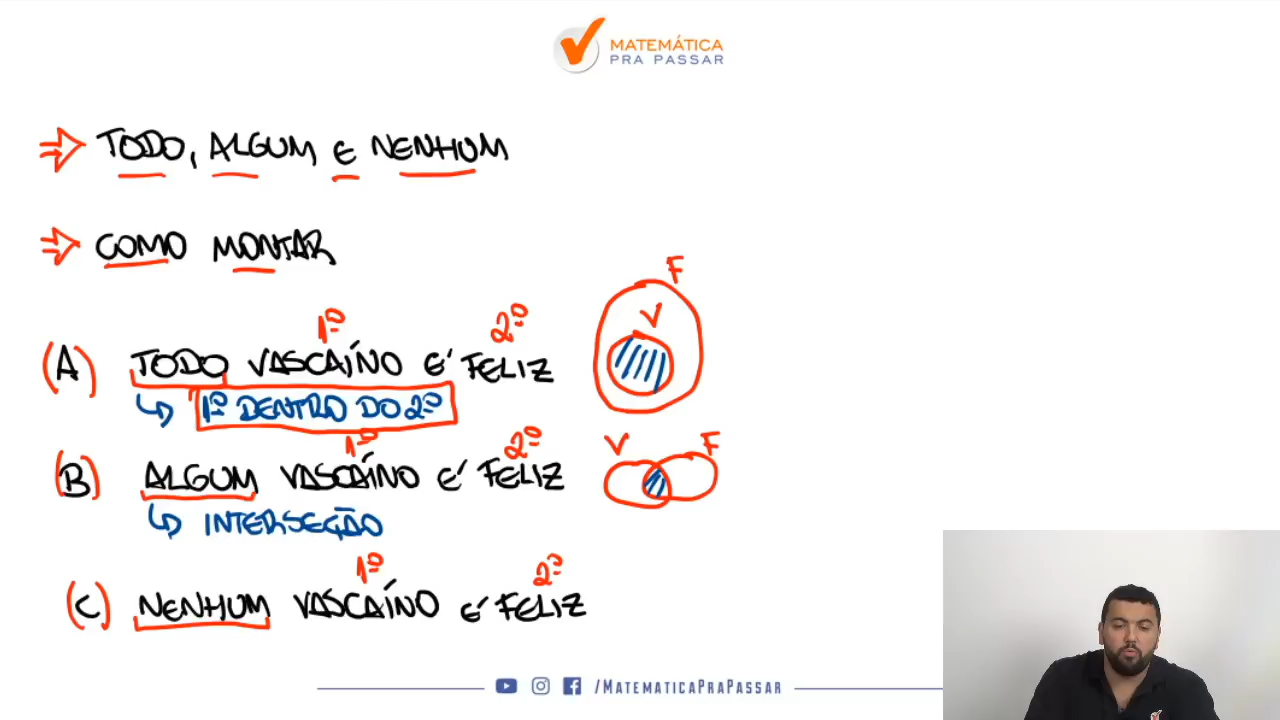 MATEMÁTICA
PRA PASSAR
⇒ TODO, ALGUM E NENHUM
⇒ COMO MONTAR
F
V
1º 2º
(A) TODO VASCAÍNO É FELIZ
↳ 1º DENTRO DO 2º
1º 2º
V F
(B) ALGUM VASCAÍNO É FELIZ
↳ INTERSEÇÃO
1º 2º
(C) NENHUM VASCAÍNO É FELIZ
/MATEMATICAPRAPASSAR